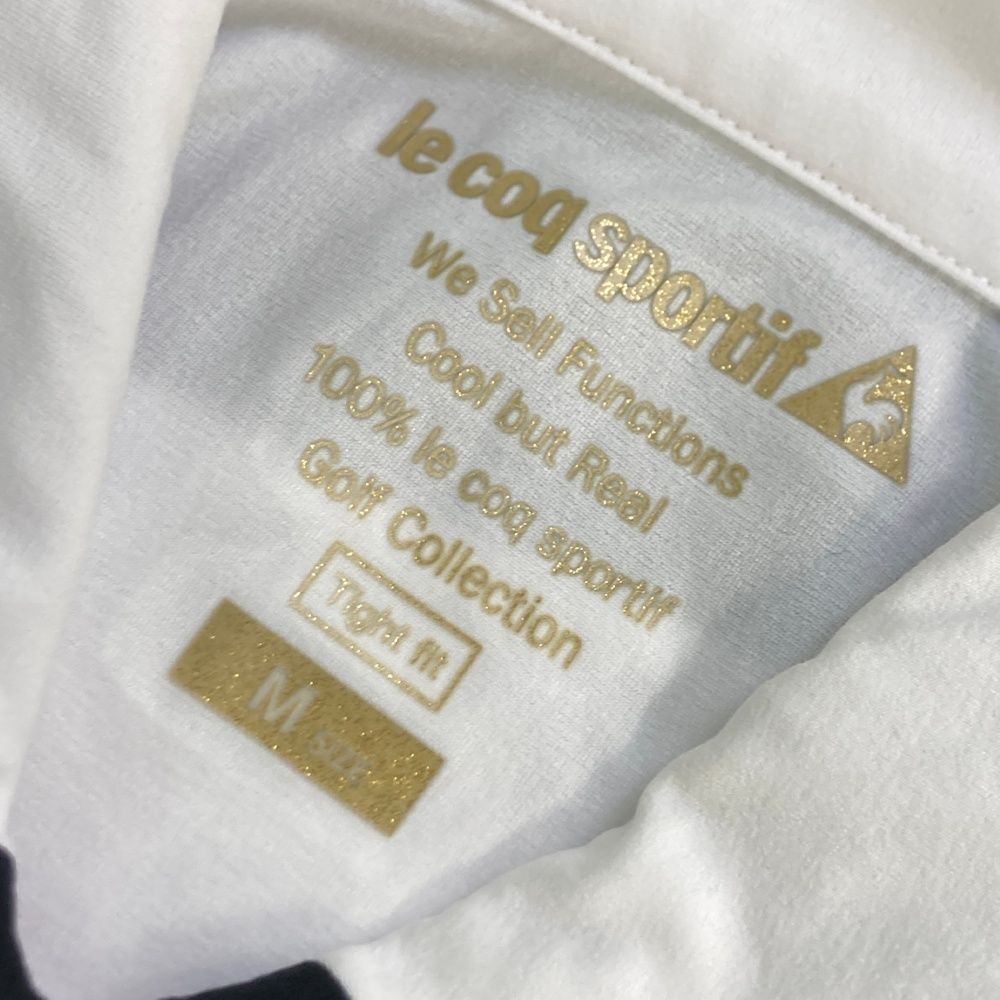 le coq sportif
We Sell Functions
Cool but Real
100% le coq sportif
Golf Collection
Tight fit
M SIZE